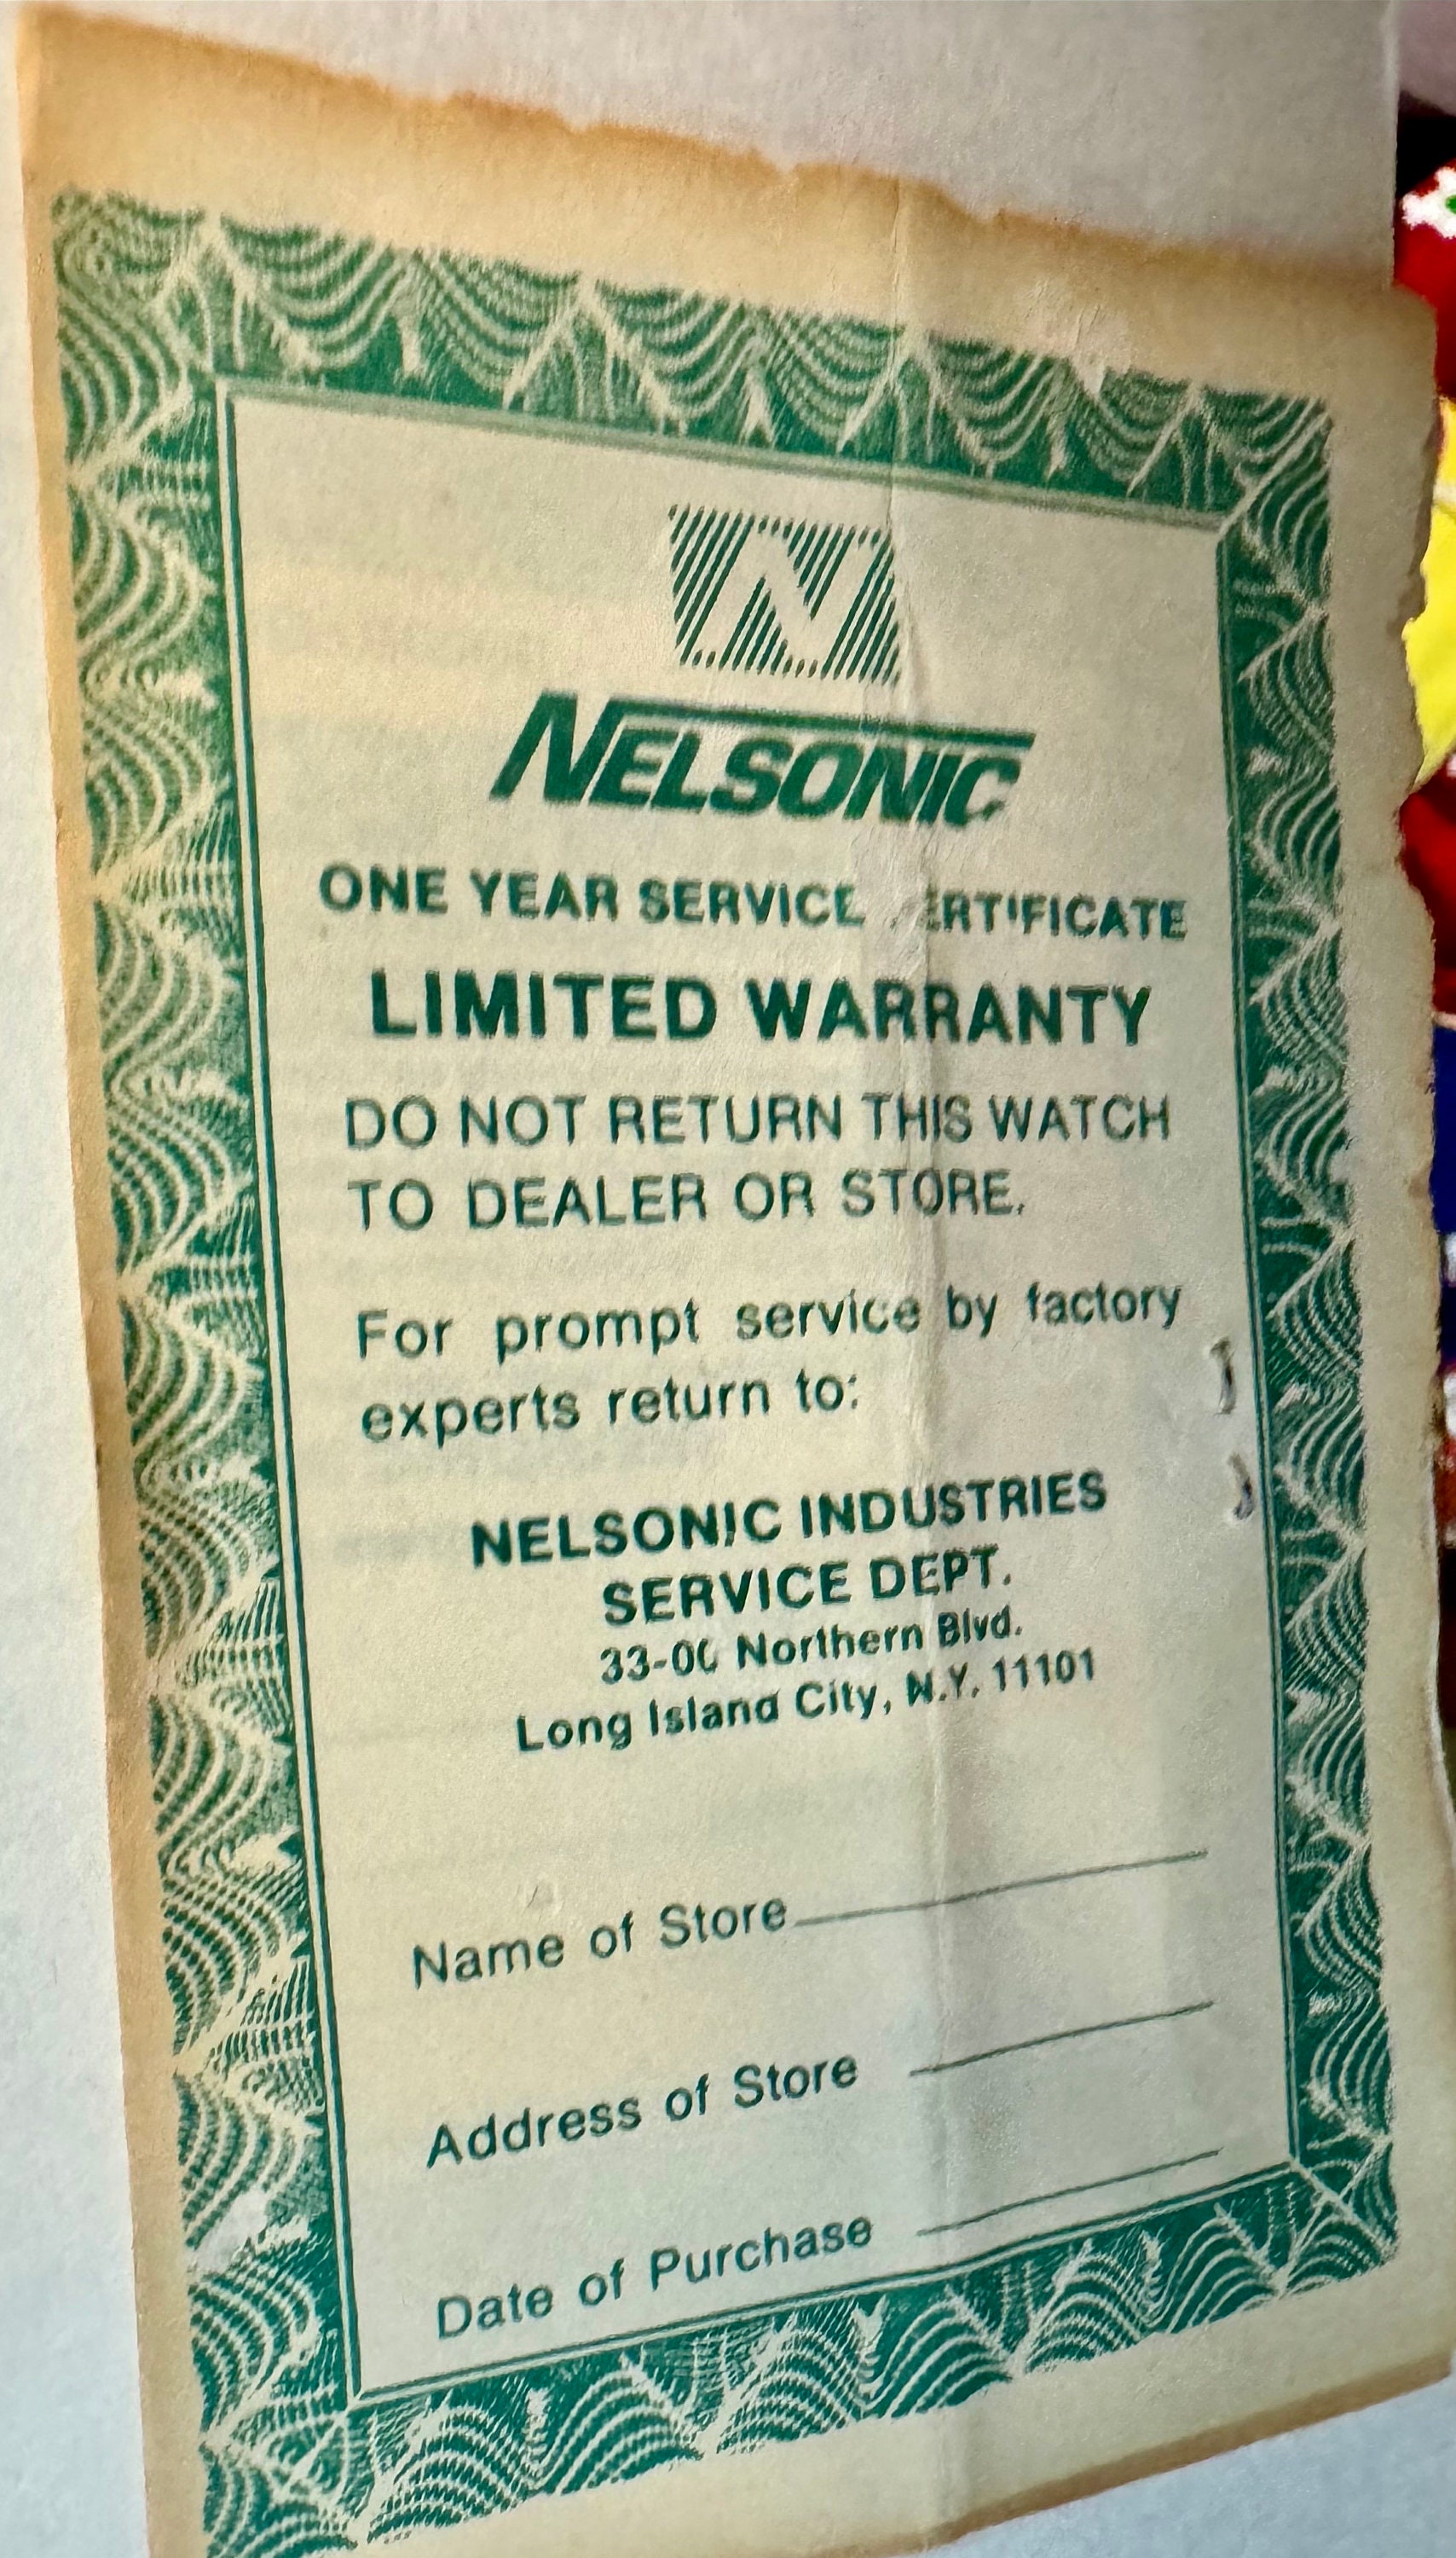 N
NELSONIC
ONE YEAR SERVICE CERTIFICATE
LIMITED WARRANTY
DO NOT RETURN THIS WATCH
TO DEALER OR STORE.
For prompt service by factory
experts return to:
NELSONIC INDUSTRIES
SERVICE DEPT.
33-00 Northern Blvd.
Long Island City, N.Y. 11101
Name of Store
Address of Store
Date of Purchase